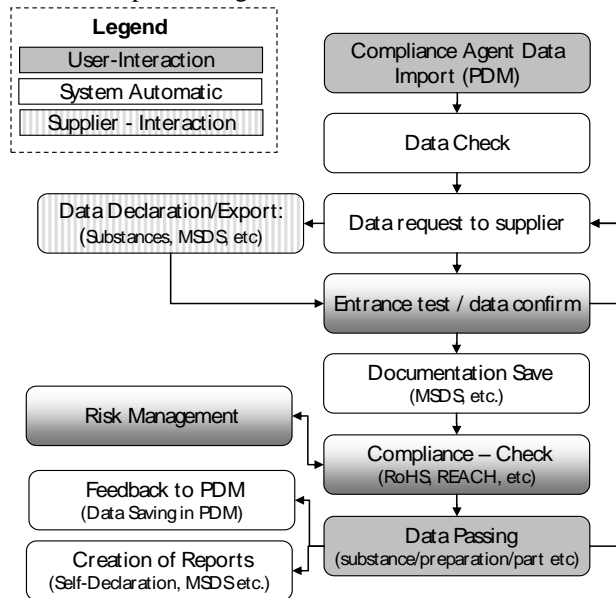 Legend
User-Interaction
System Automatic
Supplier - Interaction
Compliance Agent Data
Import (PDM)
Data Check
Data Declaration/Export:
(Substances, MSDS, etc)
Data request to supplier
Entrance test / data confirm
Documentation Save
(MSDS, etc.)
Risk Management
Compliance – Check
(RoHS, REACH, etc)
Feedback to PDM
(Data Saving in PDM)
Data Passing
(substance/preparation/part etc)
Creation of Reports
(Self-Declaration, MSDS etc.)